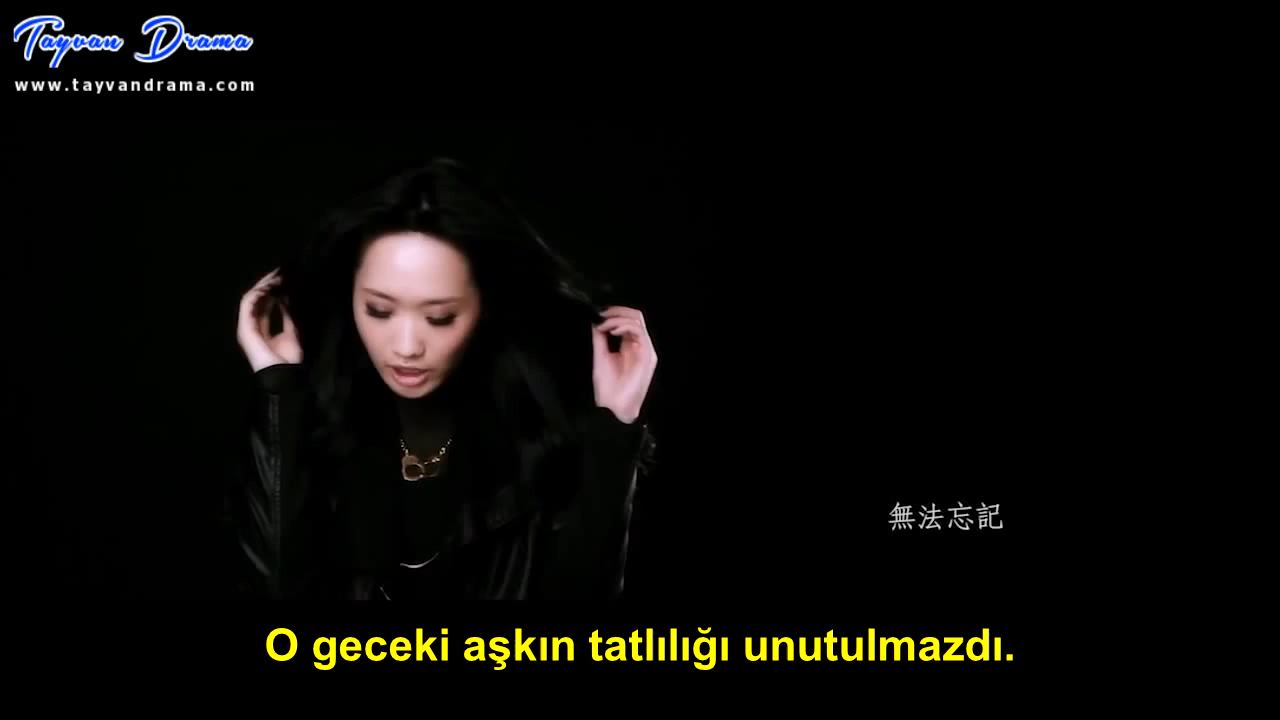 Tayvan Drama
www.tayvandrama.com
無法忘記
O geceki aşkın tatlılığı unutulmazdı.